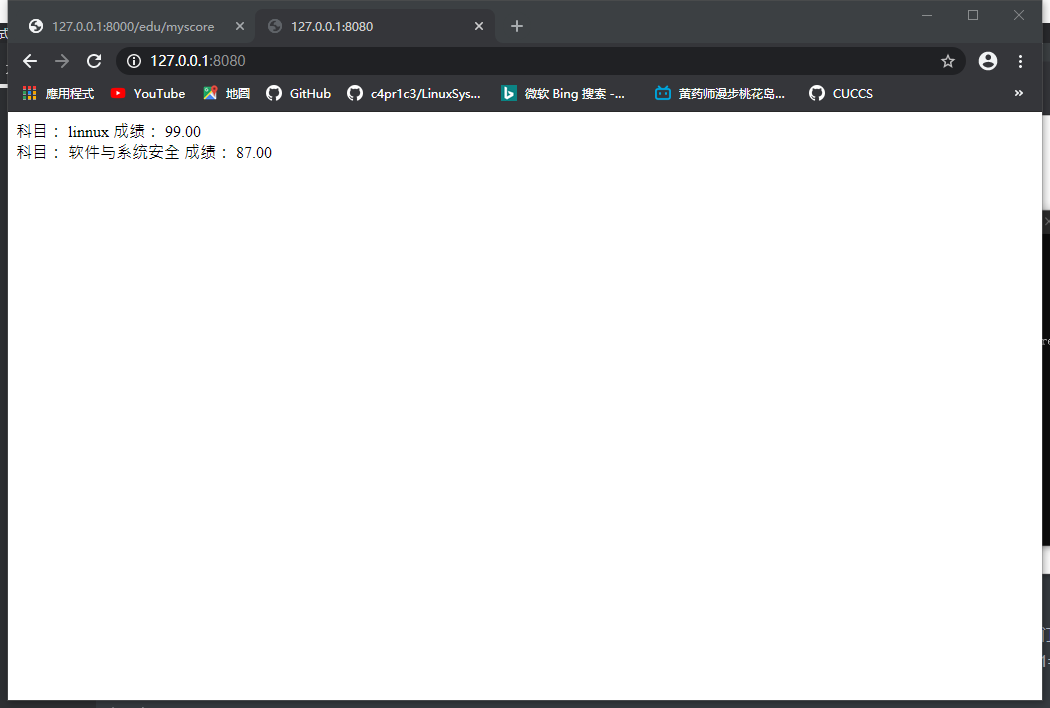 127.0.0.1:8000/edu/myscore
127.0.0.1:8080
127.0.0.1:8080
應用程式 YouTube 地圖 GitHub c4pr1c3/LinuxSys... 微软 Bing 搜索 -... 黄药师漫步桃花岛... CUCCS »
科目： linnux 成绩： 99.00
科目： 软件与系统安全 成绩： 87.00